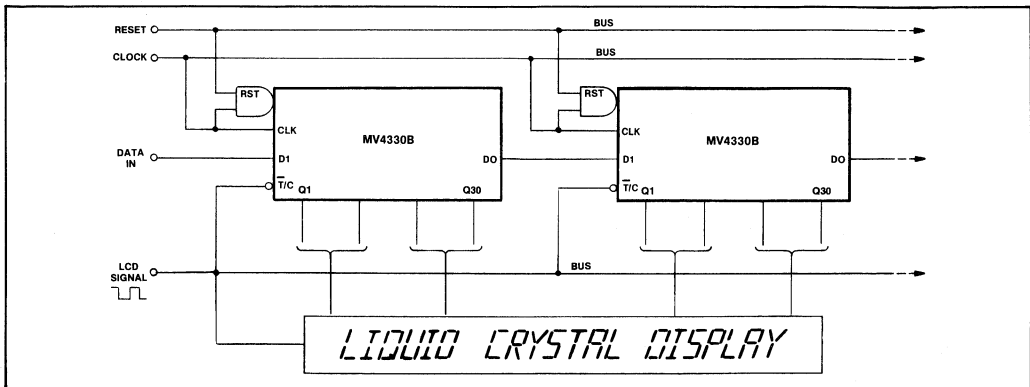 RESET
BUS
CLOCK
BUS
RST
RST
CLK
CLK
MV4330B
MV4330B
DATA
IN
D1
DO
D1
DO
T/C
Q1
Q30
T/C
Q1
Q30
LCD
SIGNAL
BUS
LIQUID CRYSTAL DISPLAY